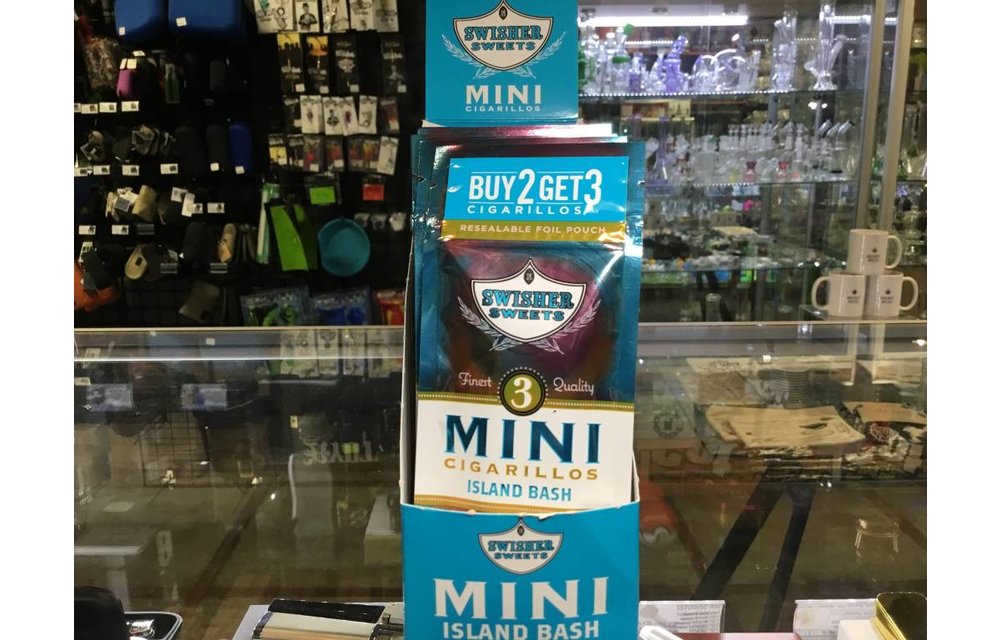 SWISHER
SWEETS
MINI
CIGARILLOS
BUY 2 GET 3
CIGARILLOS
RESEALABLE FOIL POUCH
SWISHER
SWEETS
Finest 3 Quality
MINI
CIGARILLOS
ISLAND BASH
SWISHER
SWEETS
MINI
ISLAND BASH